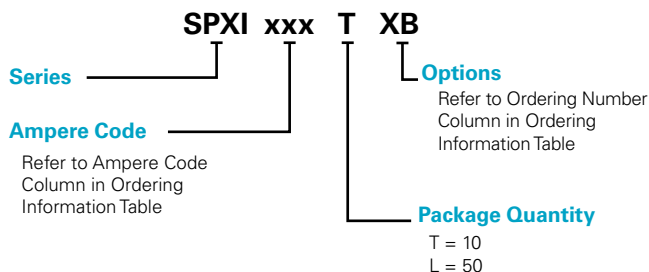 SPXI xxx T XB
Series
Options
Refer to Ordering Number
Column in Ordering
Information Table
Ampere Code
Refer to Ampere Code
Column in Ordering
Information Table
Package Quantity
T = 10
L = 50